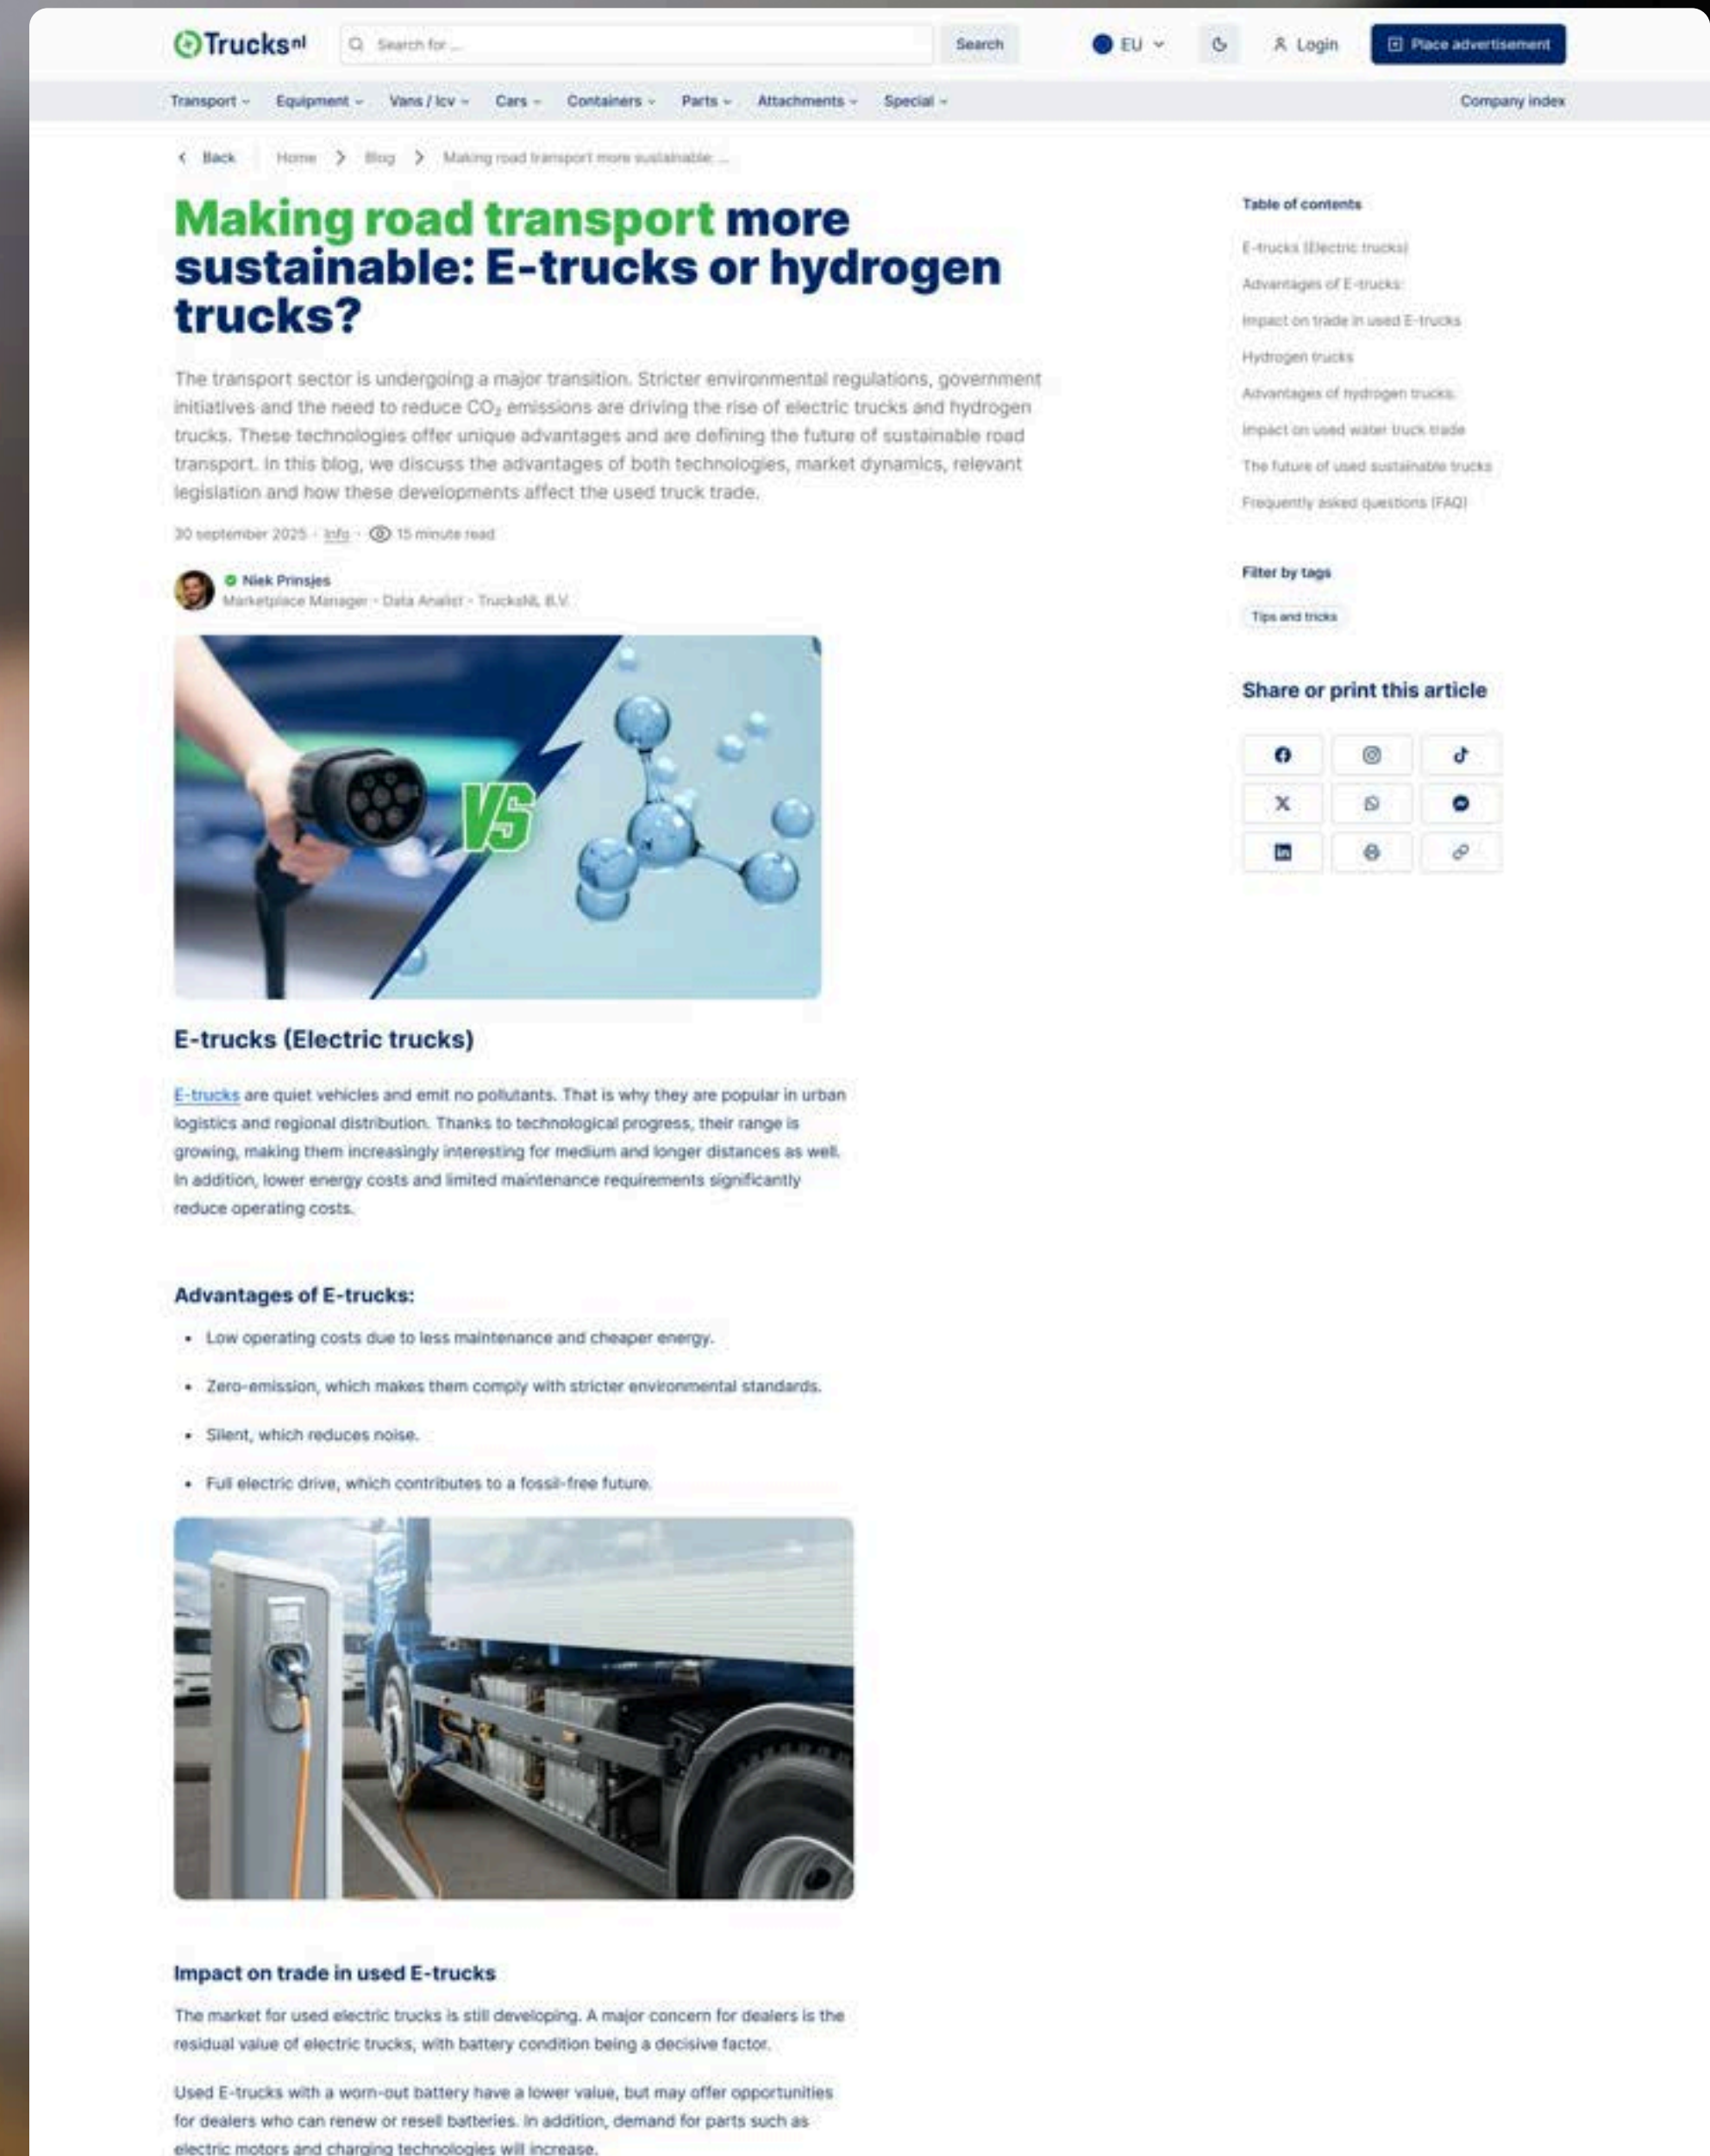 Trucksnl
Search for ...
Search
EU
Login
Place advertisement
Transport
Equipment
Vans / lcv
Cars
Containers
Parts
Attachments
Special
Company index
Back
Home
Blog
Making road transport more sustainable: ...
Making road transport more
sustainable: E-trucks or hydrogen
trucks?
The transport sector is undergoing a major transition. Stricter environmental regulations, government
initiatives and the need to reduce CO₂ emissions are driving the rise of electric trucks and hydrogen
trucks. These technologies offer unique advantages and are defining the future of sustainable road
transport. In this blog, we discuss the advantages of both technologies, market dynamics, relevant
legislation and how these developments affect the used truck trade.
30 september 2025 · Info · 15 minute read
Niek Prinsjes
Marketplace Manager - Data Analist - TrucksNL B.V.
VS
E-trucks (Electric trucks)
E-trucks are quiet vehicles and emit no pollutants. That is why they are popular in urban
logistics and regional distribution. Thanks to technological progress, their range is
growing, making them increasingly interesting for medium and longer distances as well.
In addition, lower energy costs and limited maintenance requirements significantly
reduce operating costs.
Advantages of E-trucks:
• Low operating costs due to less maintenance and cheaper energy.
• Zero-emission, which makes them comply with stricter environmental standards.
• Silent, which reduces noise.
• Full electric drive, which contributes to a fossil-free future.
Impact on trade in used E-trucks
The market for used electric trucks is still developing. A major concern for dealers is the
residual value of electric trucks, with battery condition being a decisive factor.
Used E-trucks with a worn-out battery have a lower value, but may offer opportunities
for dealers who can renew or resell batteries. In addition, demand for parts such as
electric motors and charging technologies will increase.
Table of contents
E-trucks (Electric trucks)
Advantages of E-trucks:
Impact on trade in used E-trucks
Hydrogen trucks
Advantages of hydrogen trucks:
Impact on used water truck trade
The future of used sustainable trucks
Frequently asked questions (FAQ)
Filter by tags
Tips and tricks
Share or print this article